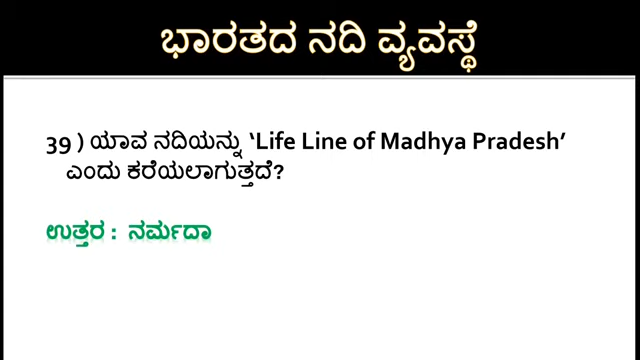 ಭಾರತದ ನದಿ ವ್ಯವಸ್ಥೆ
39 ) ಯಾವ ನದಿಯನ್ನು ‘Life Line of Madhya Pradesh’
ಎಂದು ಕರೆಯಲಾಗುತ್ತದೆ?
ಉತ್ತರ : ನರ್ಮದಾ